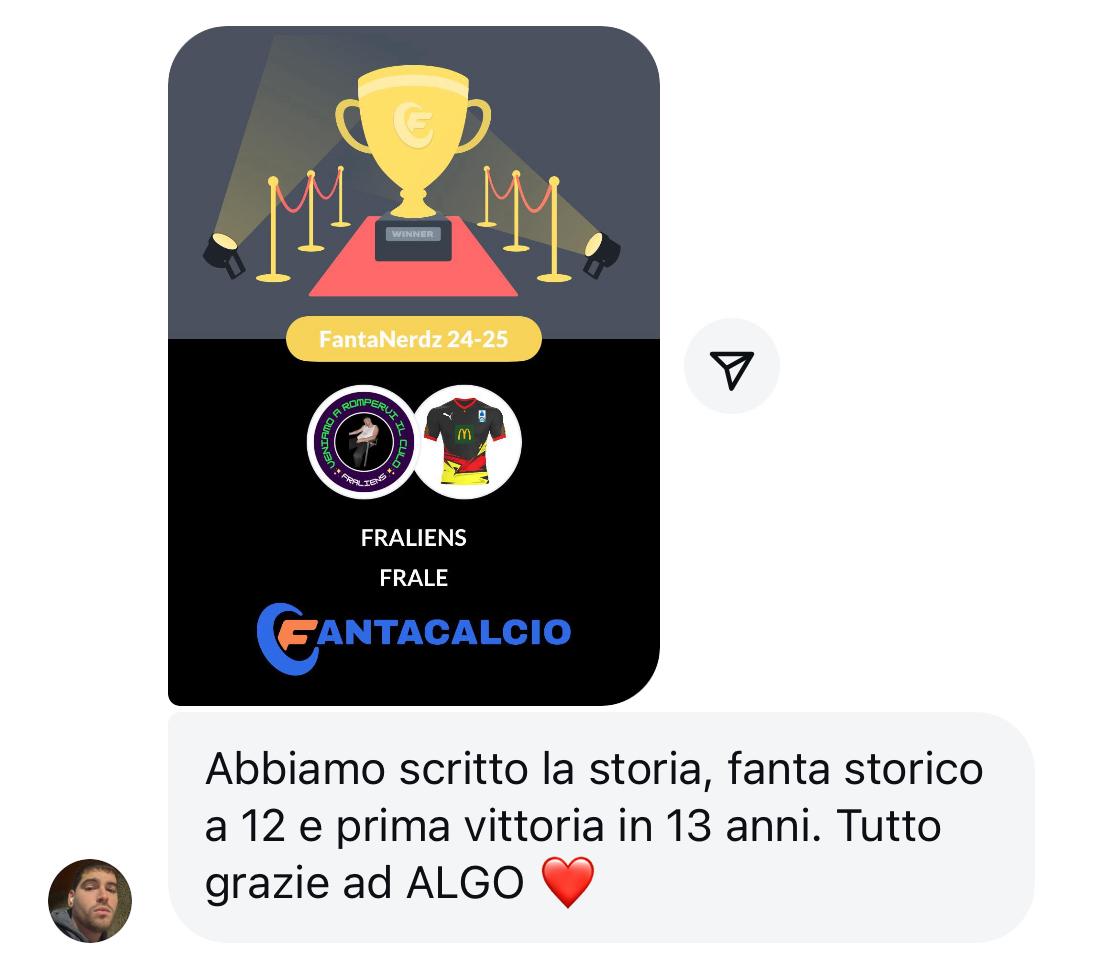 WINNER
FantaNerdz 24-25
VENIAMO A ROMPERVI IL CULO
FRALIENS
FRALIENS
FRALE
FANTACALCIO
Abbiamo scritto la storia, fanta storico
a 12 e prima vittoria in 13 anni. Tutto
grazie ad ALGO ❤️